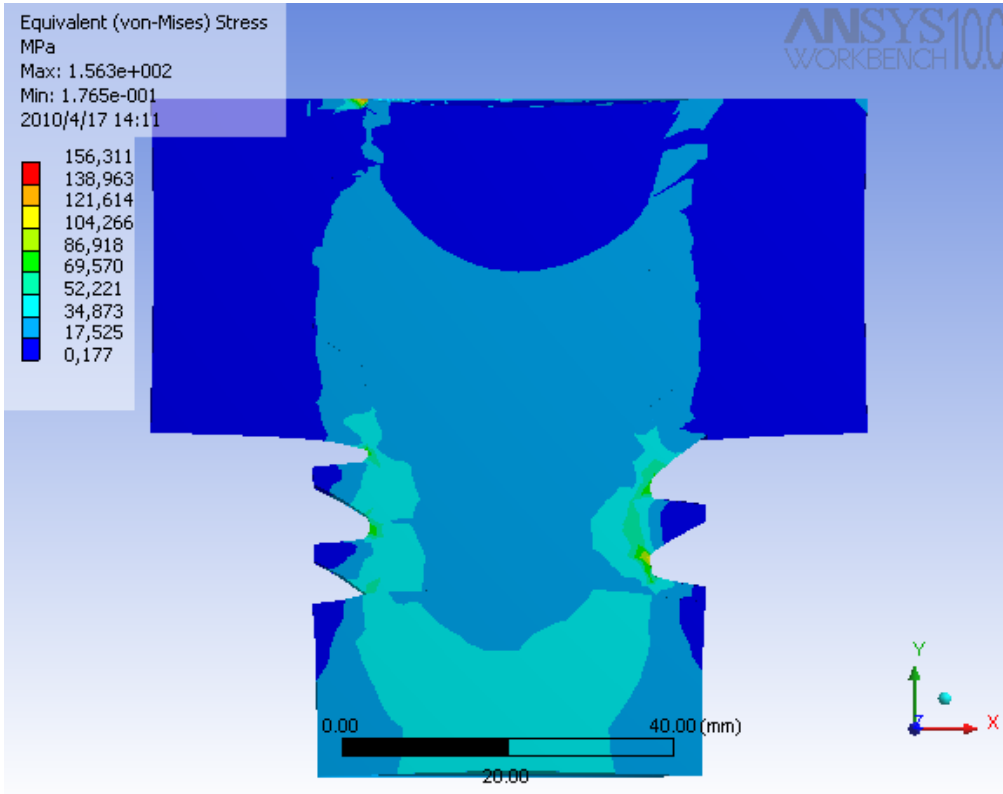 Equivalent (von-Mises) Stress
MPa
Max: 1.563e+002
Min: 1.765e-001
2010/4/17 14:11
ANSYS 10.0
WORKBENCH
156,311
138,963
121,614
104,266
86,918
69,570
52,221
34,873
17,525
0,177
0.00
40.00 (mm)
20.00
Y
Z
X